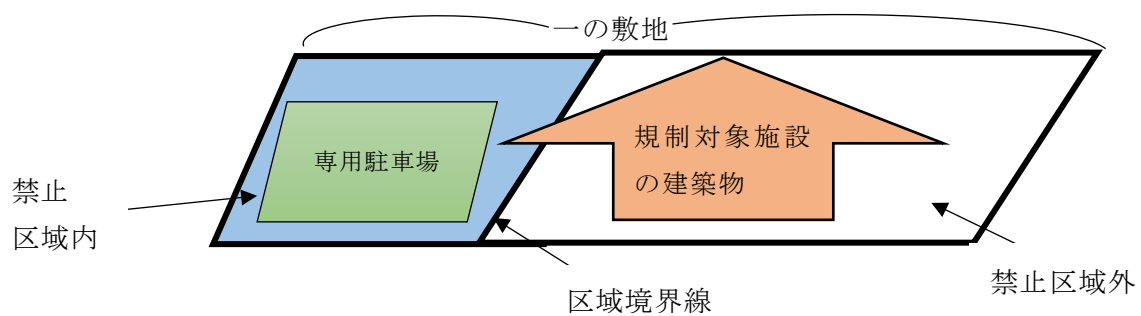 一の敷地
規制対象施設
の建築物
専用駐車場
禁止
区域内
区域境界線
禁止区域外